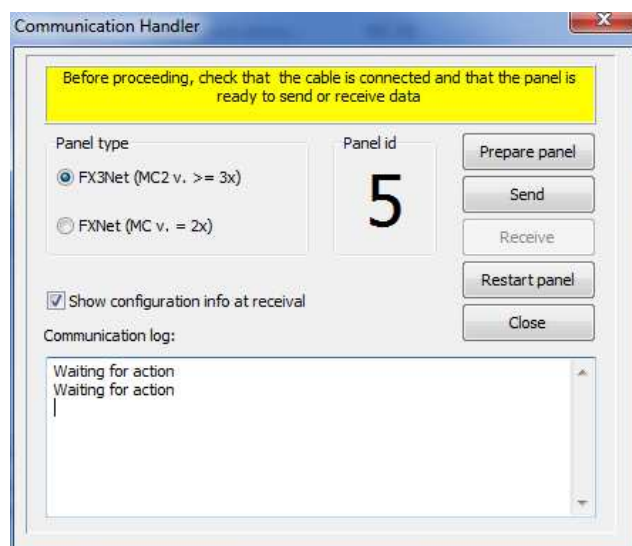 Communication Handler
Before proceeding, check that the cable is connected and that the panel is
ready to send or receive data
Panel type
FX3Net (MC2 v. >= 3x)
FXNet (MC v. = 2x)
Panel id
5
Prepare panel
Send
Receive
Restart panel
Close
Show configuration info at receival
Communication log:
Waiting for action
Waiting for action